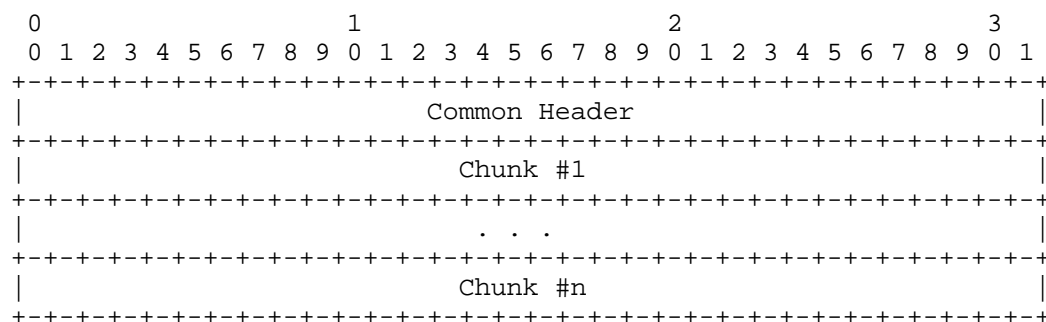 0                   1                   2                   3
 0 1 2 3 4 5 6 7 8 9 0 1 2 3 4 5 6 7 8 9 0 1 2 3 4 5 6 7 8 9 0 1
+-+-+-+-+-+-+-+-+-+-+-+-+-+-+-+-+-+-+-+-+-+-+-+-+-+-+-+-+-+-+-+-+
|                         Common Header                         |
+-+-+-+-+-+-+-+-+-+-+-+-+-+-+-+-+-+-+-+-+-+-+-+-+-+-+-+-+-+-+-+-+
|                           Chunk #1                            |
+-+-+-+-+-+-+-+-+-+-+-+-+-+-+-+-+-+-+-+-+-+-+-+-+-+-+-+-+-+-+-+-+
|                            . . .                              |
+-+-+-+-+-+-+-+-+-+-+-+-+-+-+-+-+-+-+-+-+-+-+-+-+-+-+-+-+-+-+-+-+
|                           Chunk #n                            |
+-+-+-+-+-+-+-+-+-+-+-+-+-+-+-+-+-+-+-+-+-+-+-+-+-+-+-+-+-+-+-+-+